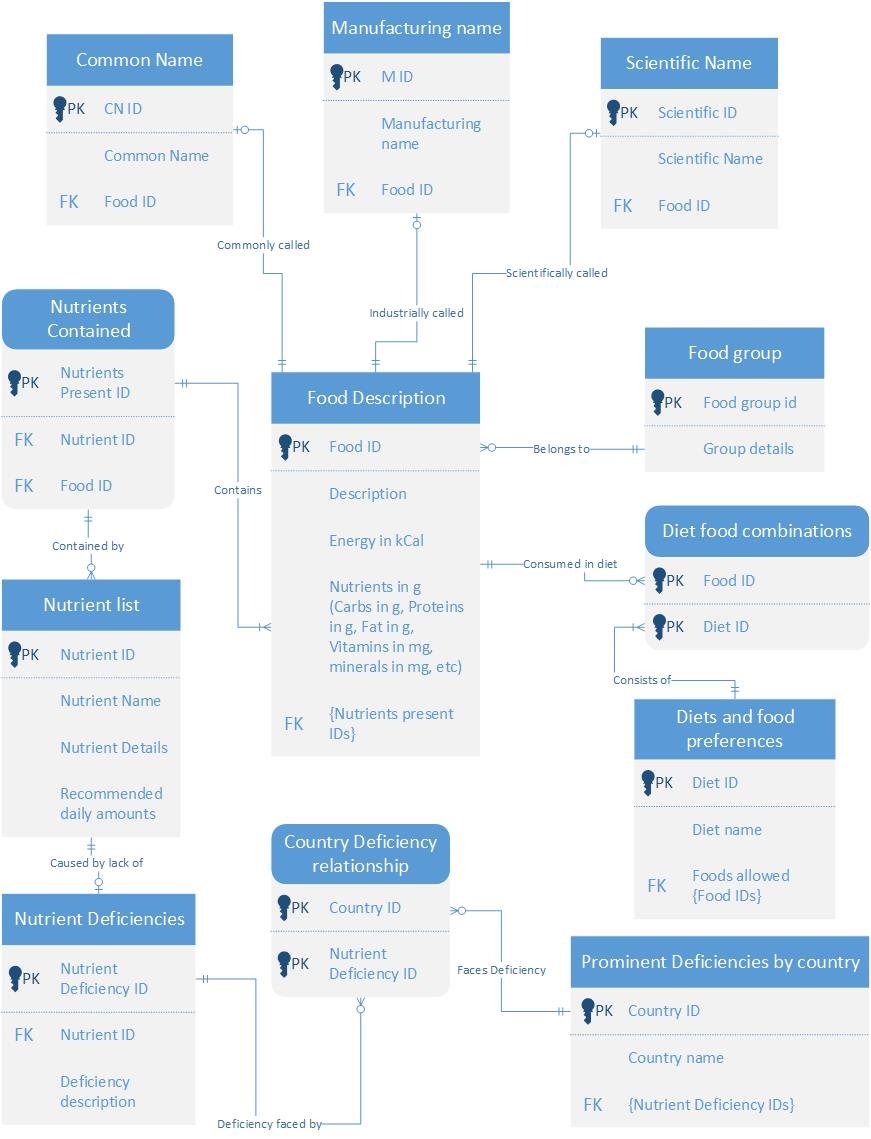 Manufacturing name
PK M ID
Manufacturing
name
FK Food ID
Common Name
PK CN ID
Common Name
FK Food ID
Scientific Name
PK Scientific ID
Scientific Name
FK Food ID
Commonly called
Industrially called
Scientifically called
Nutrients
Contained
PK Nutrients
Present ID
FK Nutrient ID
FK Food ID
Contains
Contained by
Food Description
PK Food ID
Description
Energy in kCal
Nutrients in g
(Carbs in g, Proteins
in g, Fat in g,
Vitamins in mg,
minerals in mg, etc)
FK {Nutrients present
IDs}
Belongs to
Food group
PK Food group id
Group details
Consumed in diet
Diet food combinations
PK Food ID
PK Diet ID
Consists of
Diets and food
preferences
PK Diet ID
Diet name
FK Foods allowed
{Food IDs}
Nutrient list
PK Nutrient ID
Nutrient Name
Nutrient Details
Recommended
daily amounts
Caused by lack of
Nutrient Deficiencies
PK Nutrient
Deficiency ID
FK Nutrient ID
Deficiency
description
Deficiency faced by
Country Deficiency
relationship
PK Country ID
PK Nutrient
Deficiency ID
Faces Deficiency
Prominent Deficiencies by country
PK Country ID
Country name
FK {Nutrient Deficiency IDs}